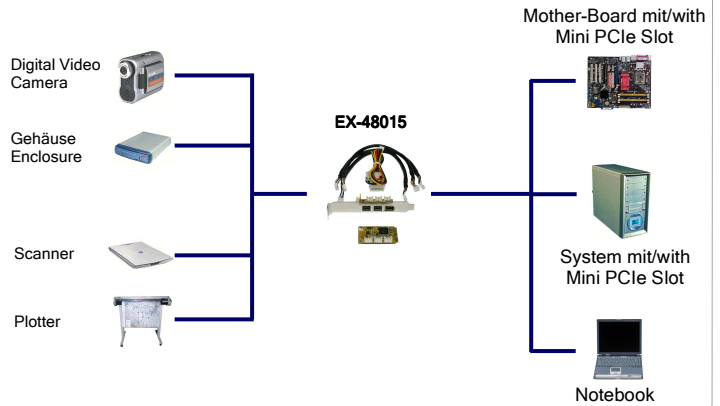 Mother-Board mit/with
Mini PCIe Slot
Digital Video
Camera
Gehäuse
Enclosure
EX-48015
Scanner
System mit/with
Mini PCIe Slot
Plotter
Notebook